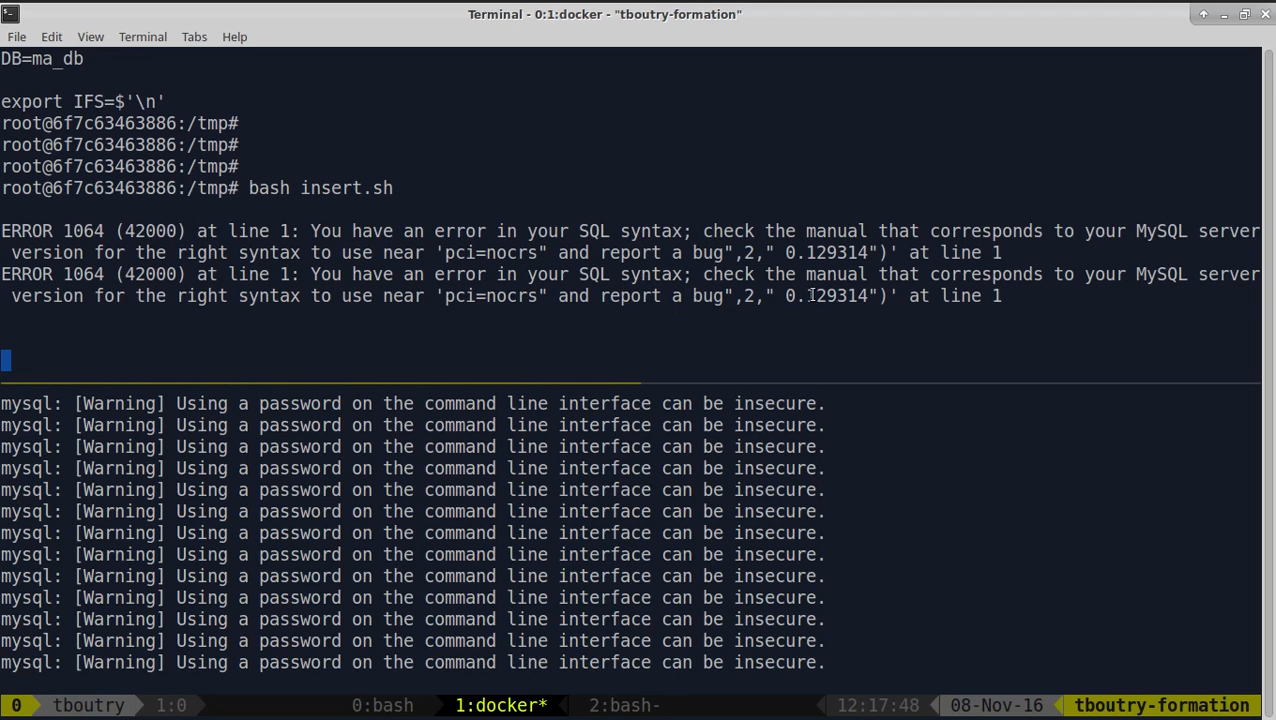 Terminal - 0:1:docker - "tboutry-formation"
File Edit View Terminal Tabs Help
DB=ma_db
export IFS=$'\n'
root@6f7c63463886:/tmp#
root@6f7c63463886:/tmp#
root@6f7c63463886:/tmp#
root@6f7c63463886:/tmp# bash insert.sh
ERROR 1064 (42000) at line 1: You have an error in your SQL syntax; check the manual that corresponds to your MySQL server
version for the right syntax to use near 'pci=nocrs" and report a bug",2," 0.129314")' at line 1
ERROR 1064 (42000) at line 1: You have an error in your SQL syntax; check the manual that corresponds to your MySQL server
version for the right syntax to use near 'pci=nocrs" and report a bug",2," 0.129314")' at line 1
mysql: [Warning] Using a password on the command line interface can be insecure.
mysql: [Warning] Using a password on the command line interface can be insecure.
mysql: [Warning] Using a password on the command line interface can be insecure.
mysql: [Warning] Using a password on the command line interface can be insecure.
mysql: [Warning] Using a password on the command line interface can be insecure.
mysql: [Warning] Using a password on the command line interface can be insecure.
mysql: [Warning] Using a password on the command line interface can be insecure.
mysql: [Warning] Using a password on the command line interface can be insecure.
mysql: [Warning] Using a password on the command line interface can be insecure.
mysql: [Warning] Using a password on the command line interface can be insecure.
mysql: [Warning] Using a password on the command line interface can be insecure.
mysql: [Warning] Using a password on the command line interface can be insecure.
mysql: [Warning] Using a password on the command line interface can be insecure.
0 tboutry 1:0 0:bash 1:docker* 2:bash- 12:17:48 08-Nov-16 tboutry-formation